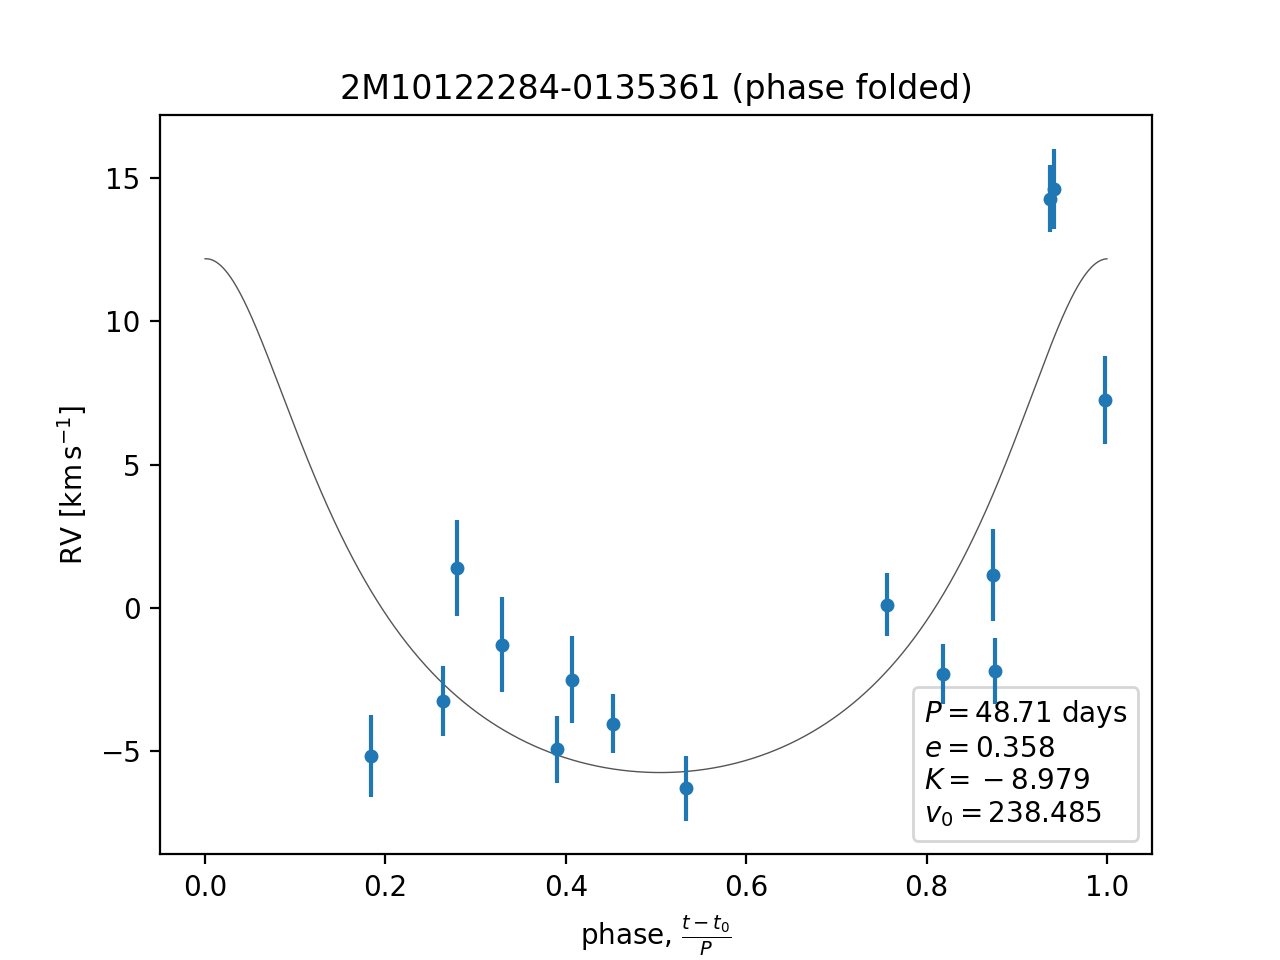 2M10122284-0135361 (phase folded)
15
10
5
0
−5
RV [km s⁻¹]
P = 48.71 days
e = 0.358
K = −8.979
v₀ = 238.485
0.0 0.2 0.4 0.6 0.8 1.0
phase, (t − t₀)/P